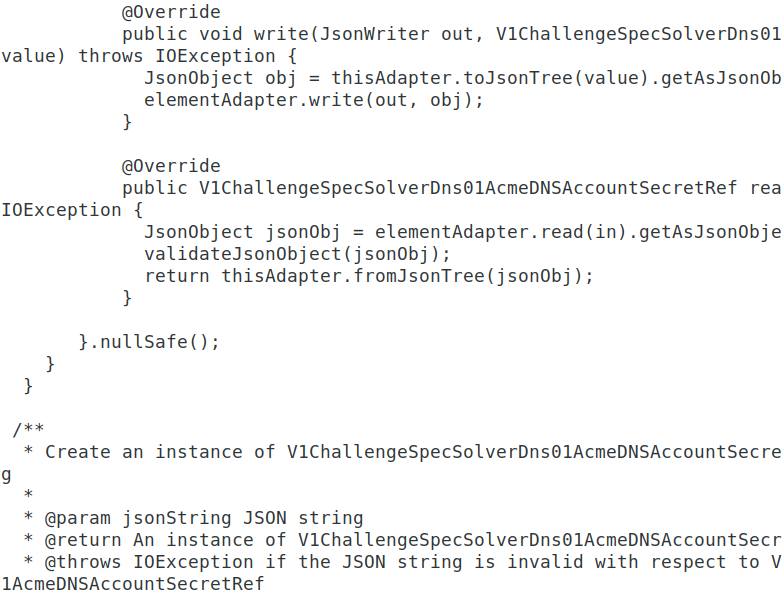 @Override
public void write(JsonWriter out, V1ChallengeSpecSolverDns01
value) throws IOException {
JsonObject obj = thisAdapter.toJsonTree(value).getAsJsonOb
elementAdapter.write(out, obj);
}
@Override
public V1ChallengeSpecSolverDns01AcmeDNSAccountSecretRef rea
IOException {
JsonObject jsonObj = elementAdapter.read(in).getAsJsonObje
validateJsonObject(jsonObj);
return thisAdapter.fromJsonTree(jsonObj);
}
}.nullSafe();
}
}
/**
* Create an instance of V1ChallengeSpecSolverDns01AcmeDNSAccountSecre
g
*
* @param jsonString JSON string
* @return An instance of V1ChallengeSpecSolverDns01AcmeDNSAccountSecr
* @throws IOException if the JSON string is invalid with respect to V
1AcmeDNSAccountSecretRef